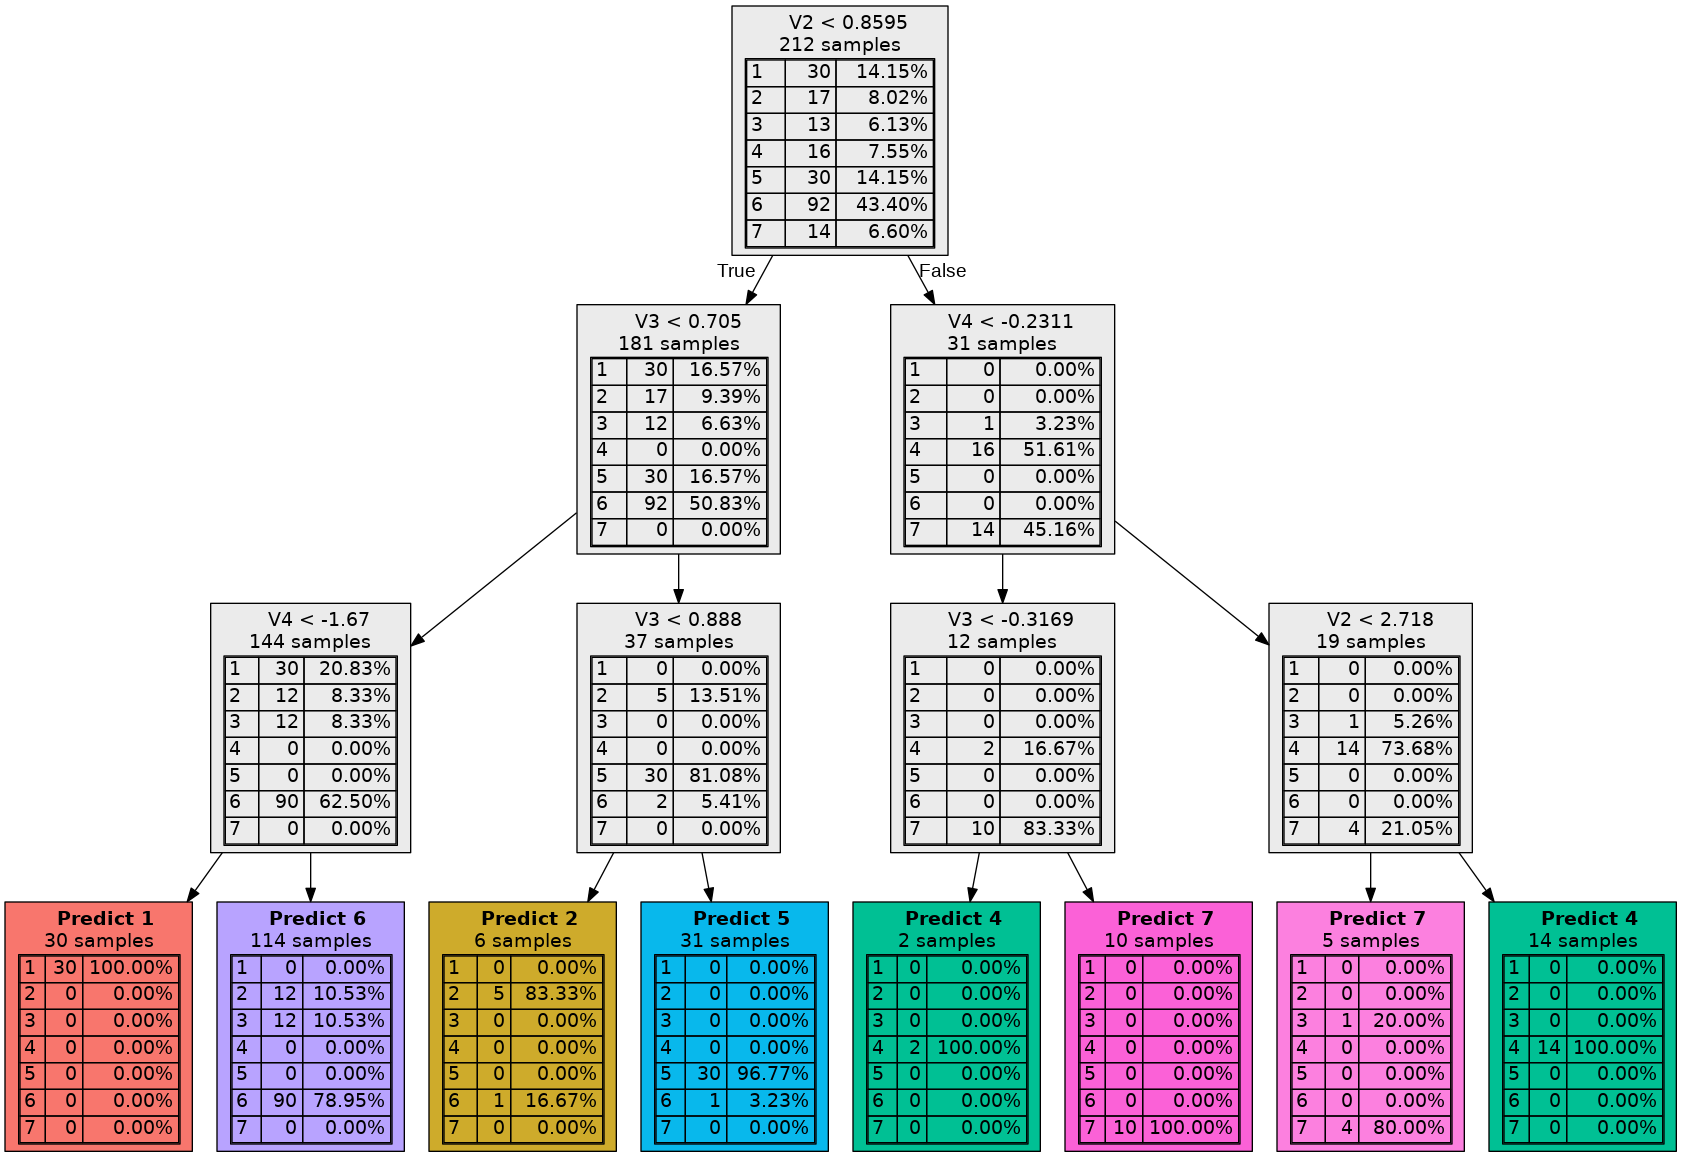 V2 < 0.8595
212 samples
1 30 14.15%
2 17 8.02%
3 13 6.13%
4 16 7.55%
5 30 14.15%
6 92 43.40%
7 14 6.60%
True
False
V3 < 0.705
181 samples
1 30 16.57%
2 17 9.39%
3 12 6.63%
4 0 0.00%
5 30 16.57%
6 92 50.83%
7 0 0.00%
V4 < -0.2311
31 samples
1 0 0.00%
2 0 0.00%
3 1 3.23%
4 16 51.61%
5 0 0.00%
6 0 0.00%
7 14 45.16%
V4 < -1.67
144 samples
1 30 20.83%
2 12 8.33%
3 12 8.33%
4 0 0.00%
5 0 0.00%
6 90 62.50%
7 0 0.00%
V3 < 0.888
37 samples
1 0 0.00%
2 5 13.51%
3 0 0.00%
4 0 0.00%
5 30 81.08%
6 2 5.41%
7 0 0.00%
V3 < -0.3169
12 samples
1 0 0.00%
2 0 0.00%
3 0 0.00%
4 2 16.67%
5 0 0.00%
6 0 0.00%
7 10 83.33%
V2 < 2.718
19 samples
1 0 0.00%
2 0 0.00%
3 1 5.26%
4 14 73.68%
5 0 0.00%
6 0 0.00%
7 4 21.05%
Predict 1
30 samples
1 30 100.00%
2 0 0.00%
3 0 0.00%
4 0 0.00%
5 0 0.00%
6 0 0.00%
7 0 0.00%
Predict 6
114 samples
1 0 0.00%
2 12 10.53%
3 12 10.53%
4 0 0.00%
5 0 0.00%
6 90 78.95%
7 0 0.00%
Predict 2
6 samples
1 0 0.00%
2 5 83.33%
3 0 0.00%
4 0 0.00%
5 0 0.00%
6 1 16.67%
7 0 0.00%
Predict 5
31 samples
1 0 0.00%
2 0 0.00%
3 0 0.00%
4 0 0.00%
5 30 96.77%
6 1 3.23%
7 0 0.00%
Predict 4
2 samples
1 0 0.00%
2 0 0.00%
3 0 0.00%
4 2 100.00%
5 0 0.00%
6 0 0.00%
7 0 0.00%
Predict 7
10 samples
1 0 0.00%
2 0 0.00%
3 0 0.00%
4 0 0.00%
5 0 0.00%
6 0 0.00%
7 10 100.00%
Predict 7
5 samples
1 0 0.00%
2 0 0.00%
3 1 20.00%
4 0 0.00%
5 0 0.00%
6 0 0.00%
7 4 80.00%
Predict 4
14 samples
1 0 0.00%
2 0 0.00%
3 0 0.00%
4 14 100.00%
5 0 0.00%
6 0 0.00%
7 0 0.00%